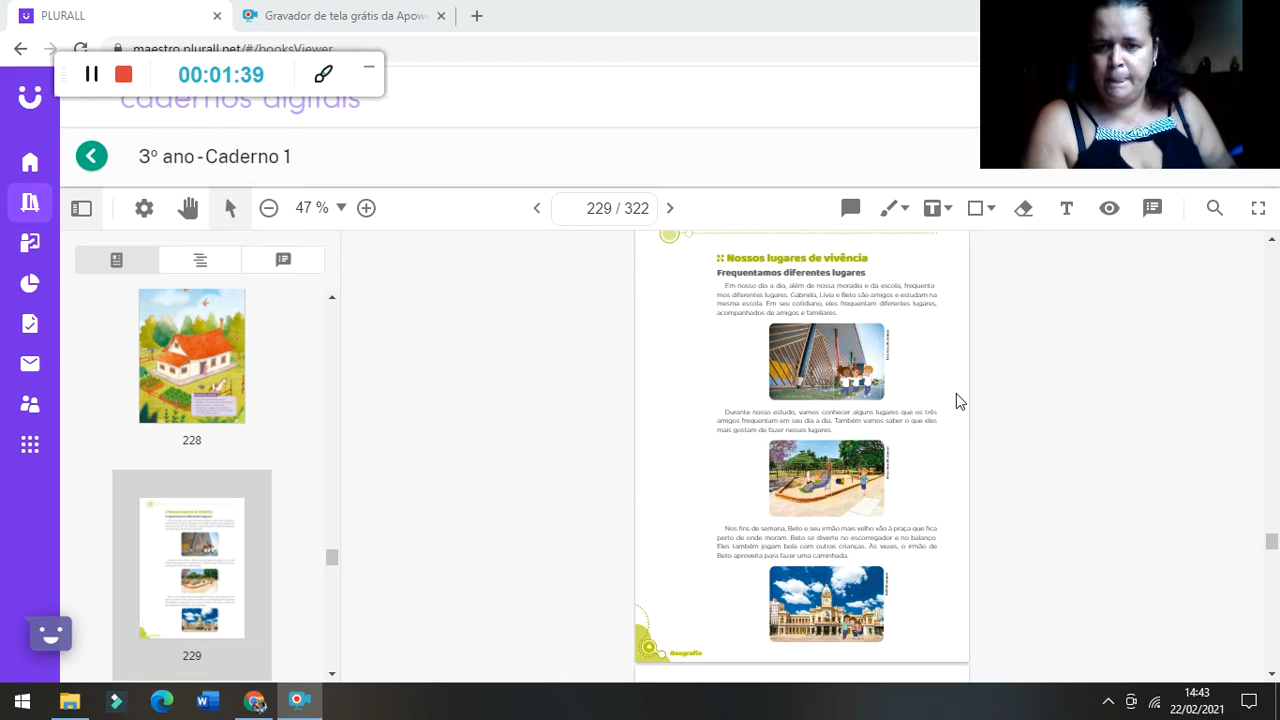 PLURALL
Gravador de tela grátis da Apow
maestro.plurall.net/#/booksViewer
00:01:39
cadernos digitais
3º ano - Caderno 1
47 %
229 / 322
228
229
Nossos lugares de vivência
Frequentamos diferentes lugares
Em nosso dia a dia, além de nossa moradia e da escola, frequenta
mos diferentes lugares. Gabriela, Lívia e Beto são amigos e estudam na
mesma escola. Em seu cotidiano, eles frequentam diferentes lugares,
acompanhados de amigos e familiares.
Durante nosso estudo, vamos conhecer alguns lugares que os três
amigos frequentam em seu dia a dia. Também vamos saber o que eles
mais gostam de fazer nesses lugares.
Nos fins de semana, Beto e seu irmão mais velho vão à praça que fica
perto de onde moram. Beto se diverte no escorregador e no balanço.
Eles também jogam bola com outras crianças. Às vezes, o irmão de
Beto aproveita para fazer uma caminhada.
4
Geografia
14:43
22/02/2021